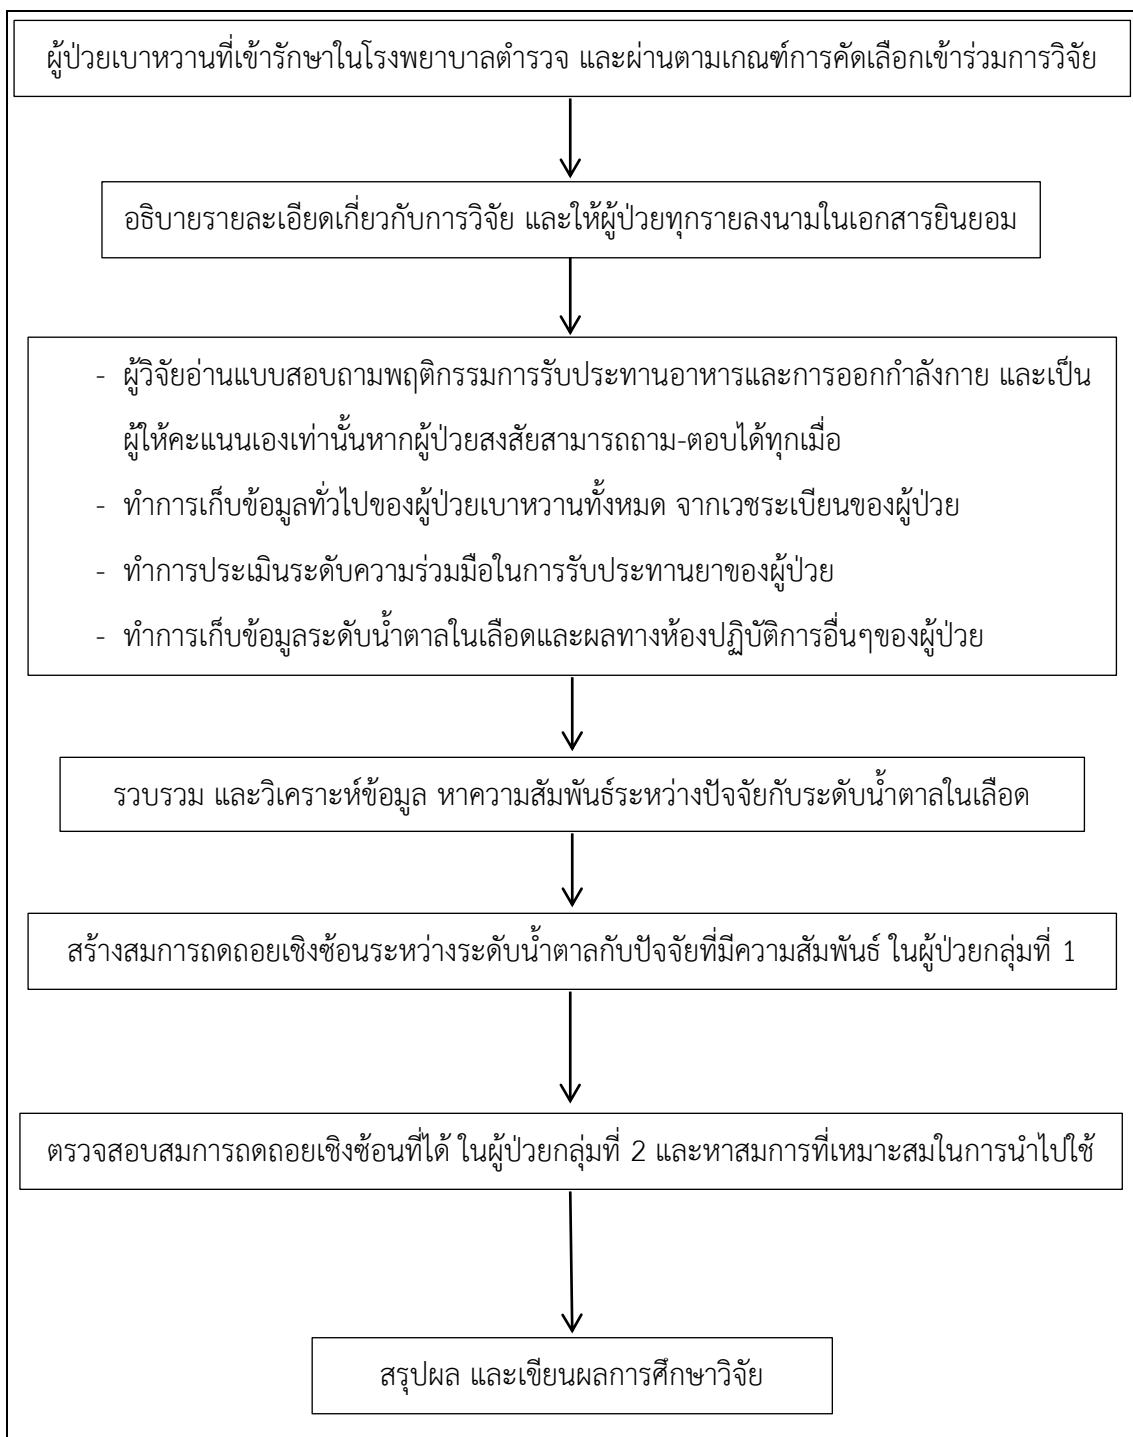 ผู้ป่วยเบาหวานที่เข้ารักษาในโรงพยาบาลตำรวจ และผ่านตามเกณฑ์การคัดเลือกเข้าร่วมการวิจัย
อธิบายรายละเอียดเกี่ยวกับการวิจัย และให้ผู้ป่วยทุกรายลงนามในเอกสารยินยอม
- ผู้วิจัยอ่านแบบสอบถามพฤติกรรมการรับประทานอาหารและการออกกำลังกาย และเป็น
ผู้ให้คะแนนเองเท่านั้นหากผู้ป่วยสงสัยสามารถถาม-ตอบได้ทุกเมื่อ
- ทำการเก็บข้อมูลทั่วไปของผู้ป่วยเบาหวานทั้งหมด จากเวชระเบียนของผู้ป่วย
- ทำการประเมินระดับความร่วมมือในการรับประทานยาของผู้ป่วย
- ทำการเก็บข้อมูลระดับน้ำตาลในเลือดและผลทางห้องปฏิบัติการอื่นๆของผู้ป่วย
รวบรวม และวิเคราะห์ข้อมูล หาความสัมพันธ์ระหว่างปัจจัยกับระดับน้ำตาลในเลือด
สร้างสมการถดถอยเชิงซ้อนระหว่างระดับน้ำตาลกับปัจจัยที่มีความสัมพันธ์ ในผู้ป่วยกลุ่มที่ 1
ตรวจสอบสมการถดถอยเชิงซ้อนที่ได้ ในผู้ป่วยกลุ่มที่ 2 และหาสมการที่เหมาะสมในการนำไปใช้
สรุปผล และเขียนผลการศึกษาวิจัย